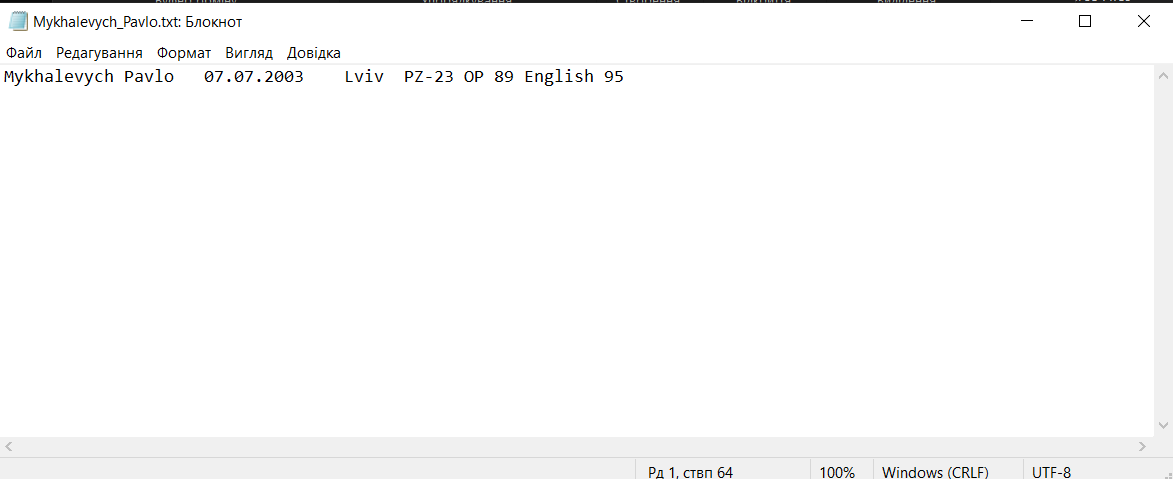 Mykhalevych_Pavlo.txt: Блокнот
Файл Редагування Формат Вигляд Довідка
Mykhalevych Pavlo   07.07.2003    Lviv  PZ-23 OP 89 English 95
Рд 1, ствп 64 100% Windows (CRLF) UTF-8